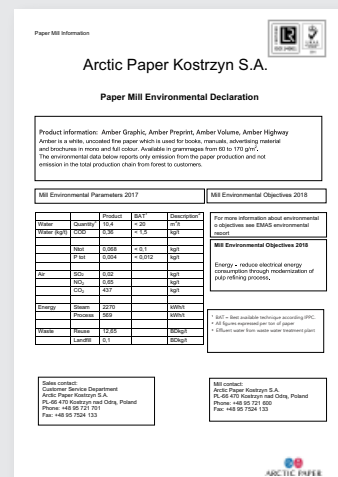 Paper Mill Information
Arctic Paper Kostrzyn S.A.
Paper Mill Environmental Declaration
Product information: Amber Graphic, Amber Preprint, Amber Volume, Amber Highway
Amber is a white, uncoated fine paper which is used for books, manuals, advertising material
and brochures in mono and full colour. Available in grammages from 60 to 170 g/m².
The environmental data below reports only emission from the paper production and not
emission in the total production chain from forest to customers.
Mill Environmental Parameters 2017
Mill Environmental Objectives 2018
Product BAT* Description*
Water Quantity* 10,4 < 20 m³/t
Water (kg/t) COD 0,36 < 1,5 kg/t
Ntot 0,068 < 0,1 kg/t
P tot 0,004 < 0,012 kg/t
Air SO₂ 0,02 kg/t
NO₂ 0,65 kg/t
CO₂ 437 kg/t
Energy Steam 2270 kWh/t
Process 569 kWh/t
Waste Reuse 12,65 BDkg/t
Landfill 0,1 BDkg/t
For more information about environmental
o objectives see EMAS environmental
report
Mill Environmental Objectives 2018
Energy - reduce electrical energy
consumption through modernization of
pulp refining process.
* BAT = Best available technique according IPPC.
* All figures expressed per ton of paper
* Effluent water from waste water treatment plant
Sales contact:
Customer Service Department
Arctic Paper Kostrzyn S.A.
PL-66 470 Kostrzyn nad Odrą, Poland
Phone: +48 95 721 701
Fax: +48 95 7524 133
Mill contact:
Arctic Paper Kostrzyn S.A.
PL-66 470 Kostrzyn nad Odrą, Poland
Phone: +48 95 721 600
Fax: +48 95 7524 133
ARCTIC PAPER